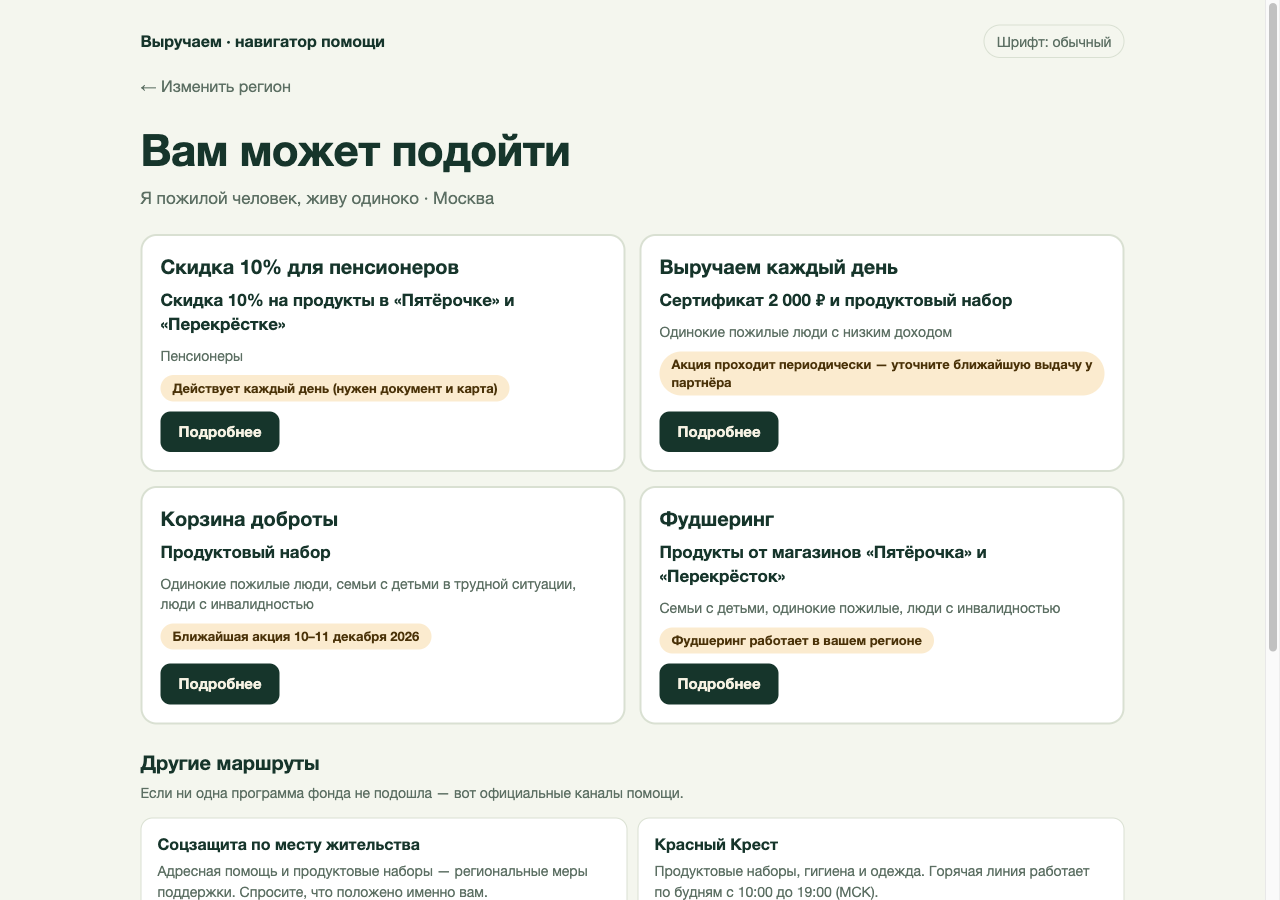 Выручаем · навигатор помощи
Шрифт: обычный
← Изменить регион
Вам может подойти
Я пожилой человек, живу одиноко · Москва
Скидка 10% для пенсионеров
Скидка 10% на продукты в «Пятёрочке» и
«Перекрёстке»
Пенсионеры
Действует каждый день (нужен документ и карта)
Подробнее
Выручаем каждый день
Сертификат 2 000 ₽ и продуктовый набор
Одинокие пожилые люди с низким доходом
Акция проходит периодически — уточните ближайшую выдачу у
партнёра
Подробнее
Корзина доброты
Продуктовый набор
Одинокие пожилые люди, семьи с детьми в трудной ситуации,
люди с инвалидностью
Ближайшая акция 10–11 декабря 2026
Подробнее
Фудшеринг
Продукты от магазинов «Пятёрочка» и
«Перекрёсток»
Семьи с детьми, одинокие пожилые, люди с инвалидностью
Фудшеринг работает в вашем регионе
Подробнее
Другие маршруты
Если ни одна программа фонда не подошла — вот официальные каналы помощи.
Соцзащита по месту жительства
Адресная помощь и продуктовые наборы — региональные меры
поддержки. Спросите, что положено именно вам.
Красный Крест
Продуктовые наборы, гигиена и одежда. Горячая линия работает
по будням с 10:00 до 19:00 (МСК).